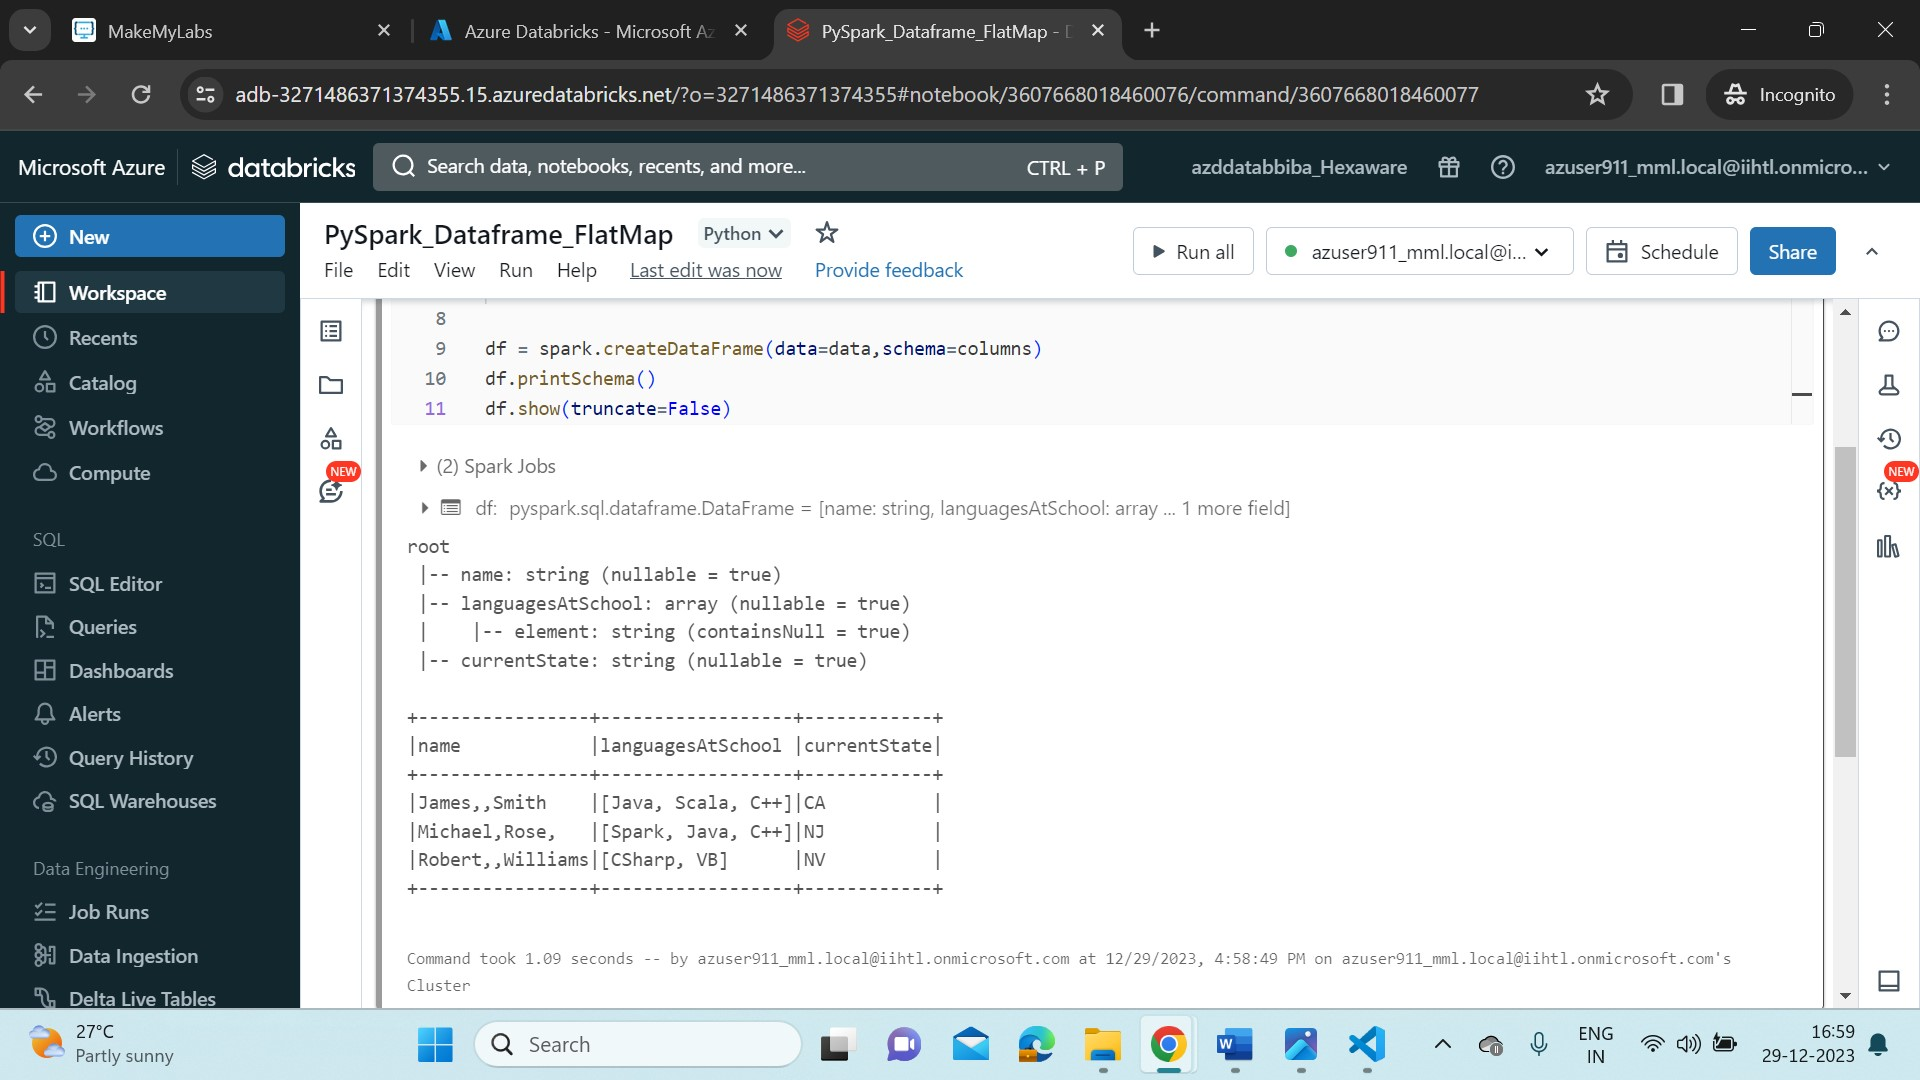 MakeMyLabs
Azure Databricks - Microsoft Az
PySpark_Dataframe_FlatMap - D
adb-3271486371374355.15.azuredatabricks.net/?o=3271486371374355#notebook/3607668018460076/command/3607668018460077
Incognito
Microsoft Azure
databricks
Search data, notebooks, recents, and more...
CTRL + P
azddatabbiba_Hexaware
azuser911_mml.local@iihtl.onmicro...
New
Workspace
Recents
Catalog
Workflows
Compute
SQL
SQL Editor
Queries
Dashboards
Alerts
Query History
SQL Warehouses
Data Engineering
Job Runs
Data Ingestion
Delta Live Tables
PySpark_Dataframe_FlatMap
Python
File Edit View Run Help Last edit was now Provide feedback
Run all
azuser911_mml.local@i...
Schedule
Share
NEW
NEW
8
9 df = spark.createDataFrame(data=data,schema=columns)
10 df.printSchema()
11 df.show(truncate=False)
(2) Spark Jobs
df: pyspark.sql.dataframe.DataFrame = [name: string, languagesAtSchool: array ... 1 more field]
root
 |-- name: string (nullable = true)
 |-- languagesAtSchool: array (nullable = true)
 |    |-- element: string (containsNull = true)
 |-- currentState: string (nullable = true)
+----------------+------------------+------------+
|name            |languagesAtSchool |currentState|
+----------------+------------------+------------+
|James,,Smith    |[Java, Scala, C++]|CA          |
|Michael,Rose,   |[Spark, Java, C++]|NJ          |
|Robert,,Williams|[CSharp, VB]      |NV          |
+----------------+------------------+------------+
Command took 1.09 seconds -- by azuser911_mml.local@iihtl.onmicrosoft.com at 12/29/2023, 4:58:49 PM on azuser911_mml.local@iihtl.onmicrosoft.com's
Cluster
27°C
Partly sunny
Search
ENG
IN
16:59
29-12-2023